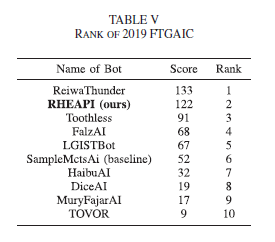 TABLE V
RANK OF 2019 FTGAIC
Name of Bot Score Rank
ReiwaThunder 133 1
RHEAPI (ours) 122 2
Toothless 91 3
FalzAI 68 4
LGISTBot 67 5
SampleMctsAi (baseline) 52 6
HaibuAI 32 7
DiceAI 19 8
MuryFajarAI 17 9
TOVOR 9 10